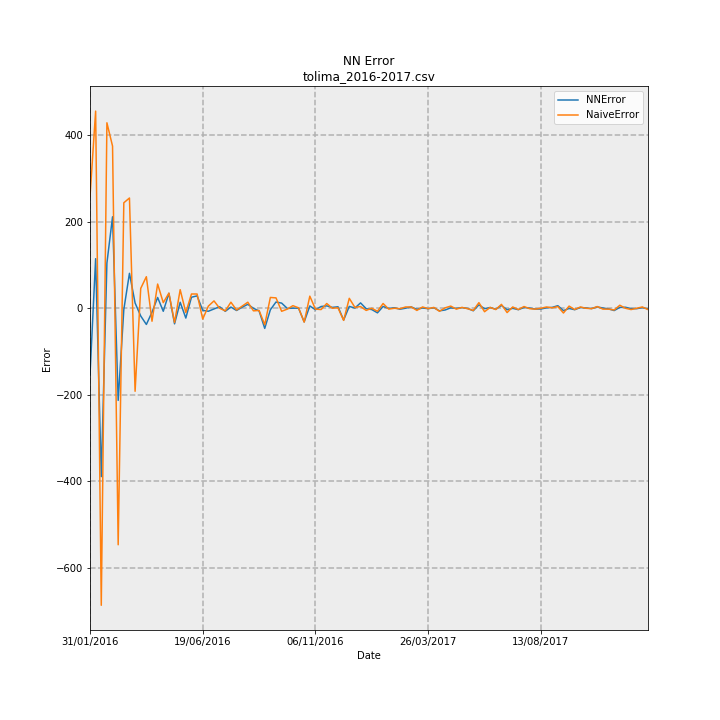 NN Error
tolima_2016-2017.csv
NNError
NaiveError
400
200
0
−200
−400
−600
Error
31/01/2016 19/06/2016 06/11/2016 26/03/2017 13/08/2017
Date